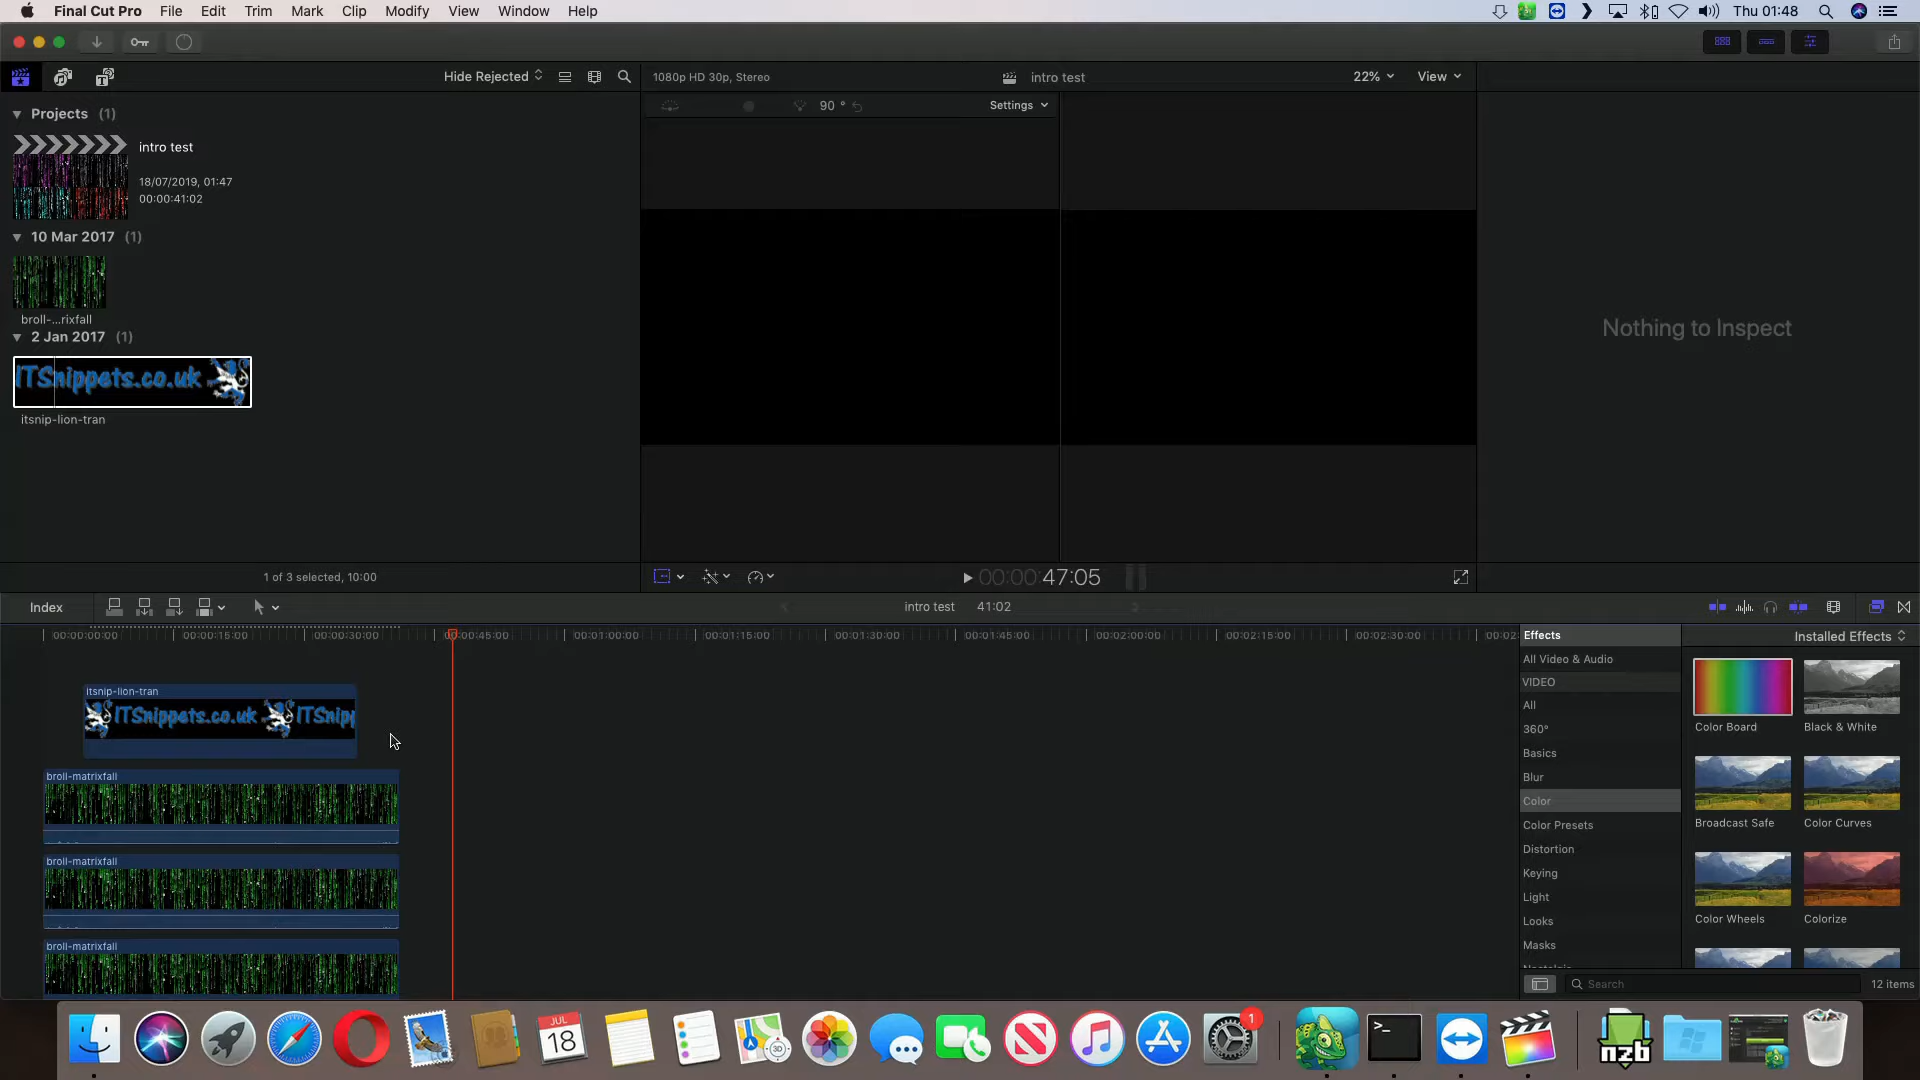 Final Cut Pro File Edit Trim Mark Clip Modify View Window Help Thu 01:48
Hide Rejected 1080p HD 30p, Stereo intro test 22% View
Projects (1)
90 ° Settings
intro test
18/07/2019, 01:47
00:00:41:02
10 Mar 2017 (1)
broll-...rixfall
2 Jan 2017 (1)
ITSnippets.co.uk
itsnip-lion-tran
Nothing to Inspect
1 of 3 selected, 10:00
00:00:47:05
Index intro test 41:02
00:00:00:00 00:00:15:00 00:00:30:00 00:00:45:00 00:01:00:00 00:01:15:00 00:01:30:00 00:01:45:00 00:02:00:00 00:02:15:00 00:02:30:00 00:02
itsnip-lion-tran
ITSnippets.co.uk ITSnipp
broll-matrixfall
broll-matrixfall
broll-matrixfall
Effects Installed Effects
All Video & Audio
VIDEO
All
360°
Basics
Blur
Color
Color Presets
Distortion
Keying
Light
Looks
Masks
Color Board Black & White
Broadcast Safe Color Curves
Color Wheels Colorize
Search 12 items
JUL
18
3D
1
>_
nzb